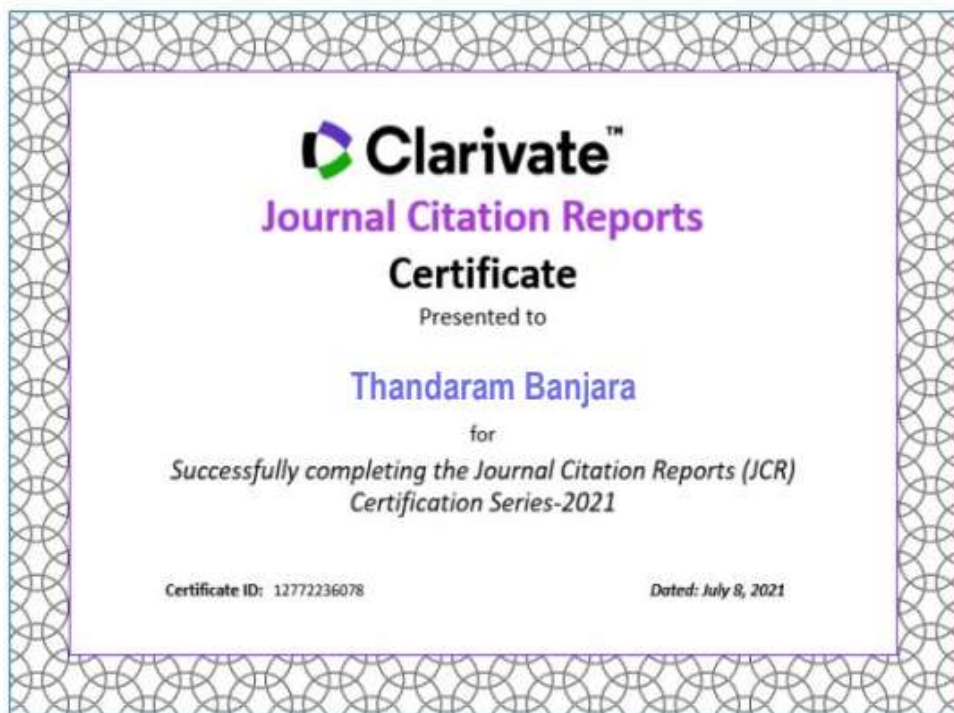 Clarivate™
Journal Citation Reports
Certificate
Presented to
Thandaram Banjara
for
Successfully completing the Journal Citation Reports (JCR)
Certification Series-2021
Certificate ID: 12772236078
Dated: July 8, 2021